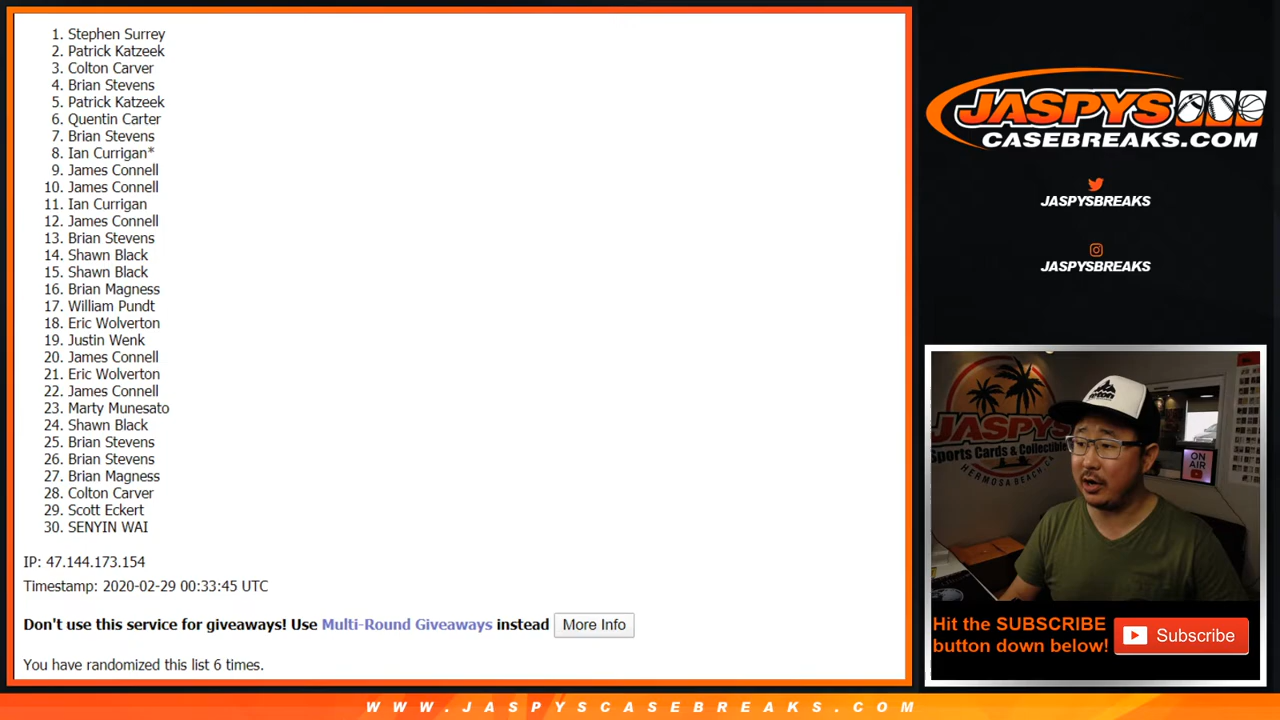 1. Stephen Surrey
2. Patrick Katzeek
3. Colton Carver
4. Brian Stevens
5. Patrick Katzeek
6. Quentin Carter
7. Brian Stevens
8. Ian Currigan*
9. James Connell
10. James Connell
11. Ian Currigan
12. James Connell
13. Brian Stevens
14. Shawn Black
15. Shawn Black
16. Brian Magness
17. William Pundt
18. Eric Wolverton
19. Justin Wenk
20. James Connell
21. Eric Wolverton
22. James Connell
23. Marty Munesato
24. Shawn Black
25. Brian Stevens
26. Brian Stevens
27. Brian Magness
28. Colton Carver
29. Scott Eckert
30. SENYIN WAI
IP: 47.144.173.154
Timestamp: 2020-02-29 00:33:45 UTC
Don't use this service for giveaways! Use Multi-Round Giveaways instead More Info
You have randomized this list 6 times.
JASPYS
CASEBREAKS.COM
JASPYSBREAKS
JASPYSBREAKS
JASPYS
Sports Cards & Collectible
HERMOSA BEACH, CA
ON
AIR
Hit the SUBSCRIBE
button down below!
Subscribe
WWW.JASPYSCASEBREAKS.COM